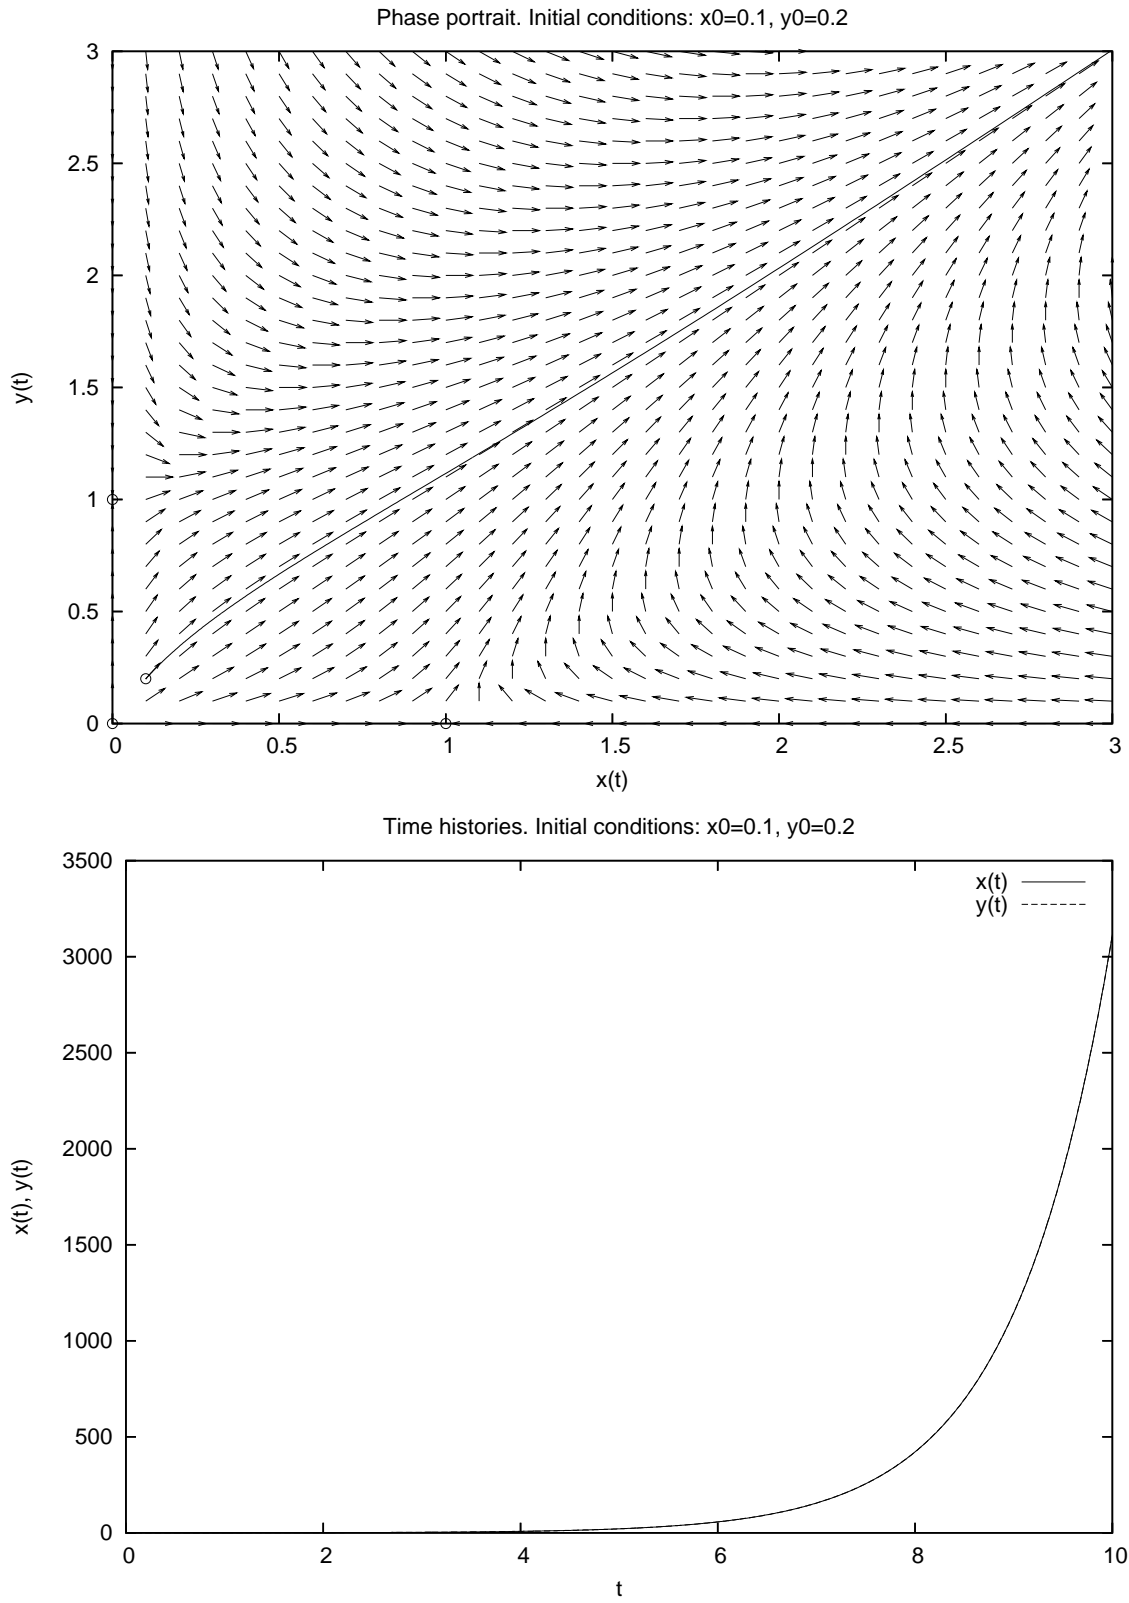 Phase portrait. Initial conditions: x0=0.1, y0=0.2
3
2.5
2
1.5
1
0.5
0
y(t)
0 0.5 1 1.5 2 2.5 3
x(t)
Time histories. Initial conditions: x0=0.1, y0=0.2
3500
3000
2500
2000
1500
1000
500
0
x(t), y(t)
x(t)
y(t)
0 2 4 6 8 10
t